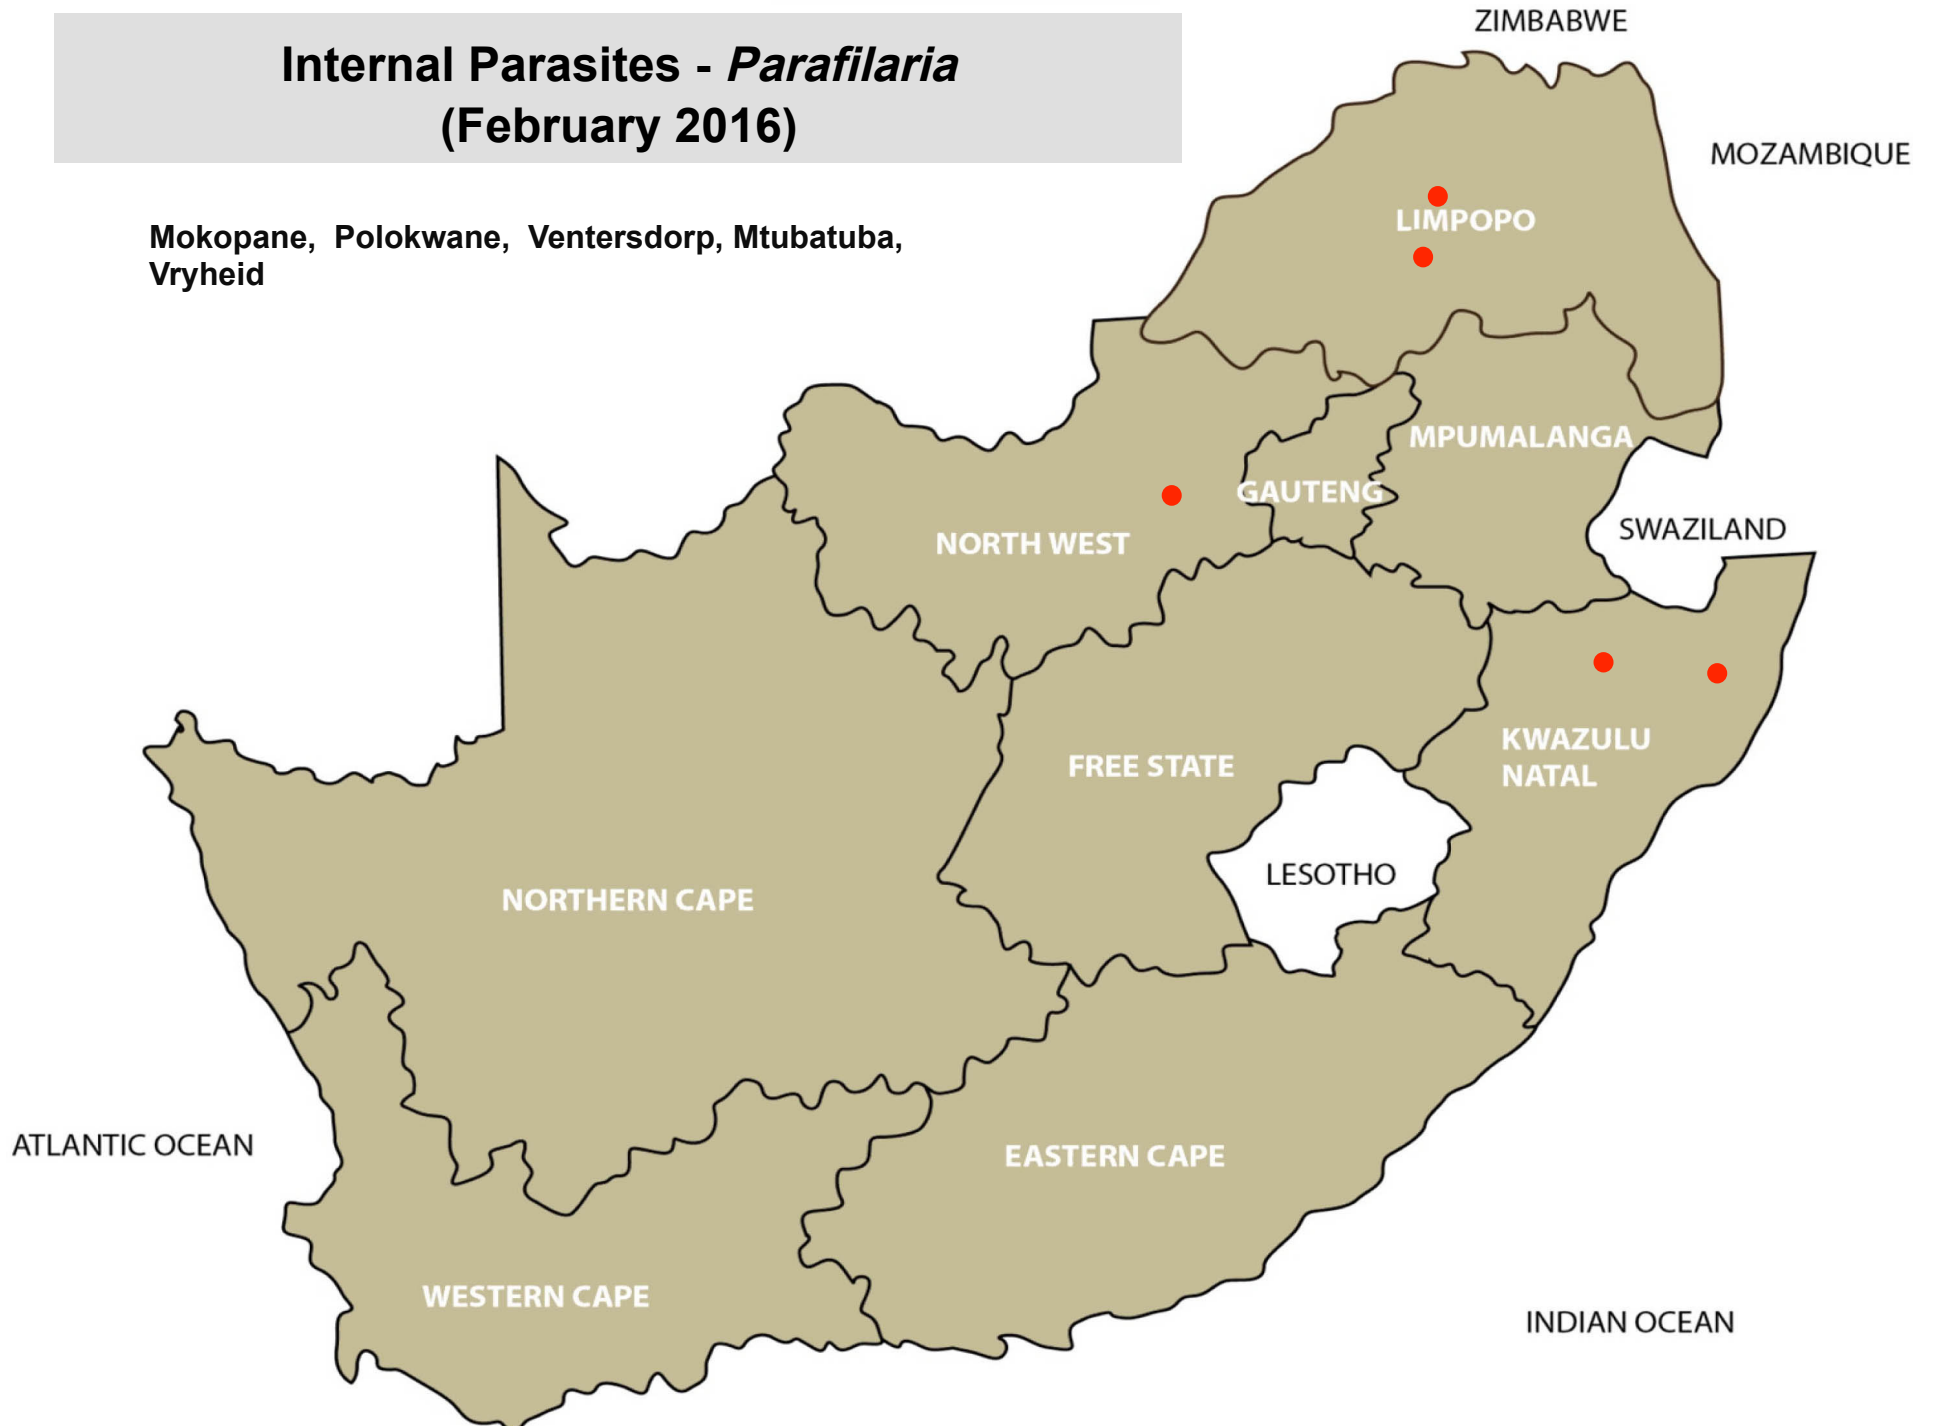 Internal Parasites - Parafilaria
(February 2016)
Mokopane, Polokwane, Ventersdorp, Mtubatuba,
Vryheid
ZIMBABWE
MOZAMBIQUE
LIMPOPO
MPUMALANGA
GAUTENG
NORTH WEST
SWAZILAND
KWAZULU
NATAL
FREE STATE
LESOTHO
NORTHERN CAPE
ATLANTIC OCEAN
EASTERN CAPE
WESTERN CAPE
INDIAN OCEAN